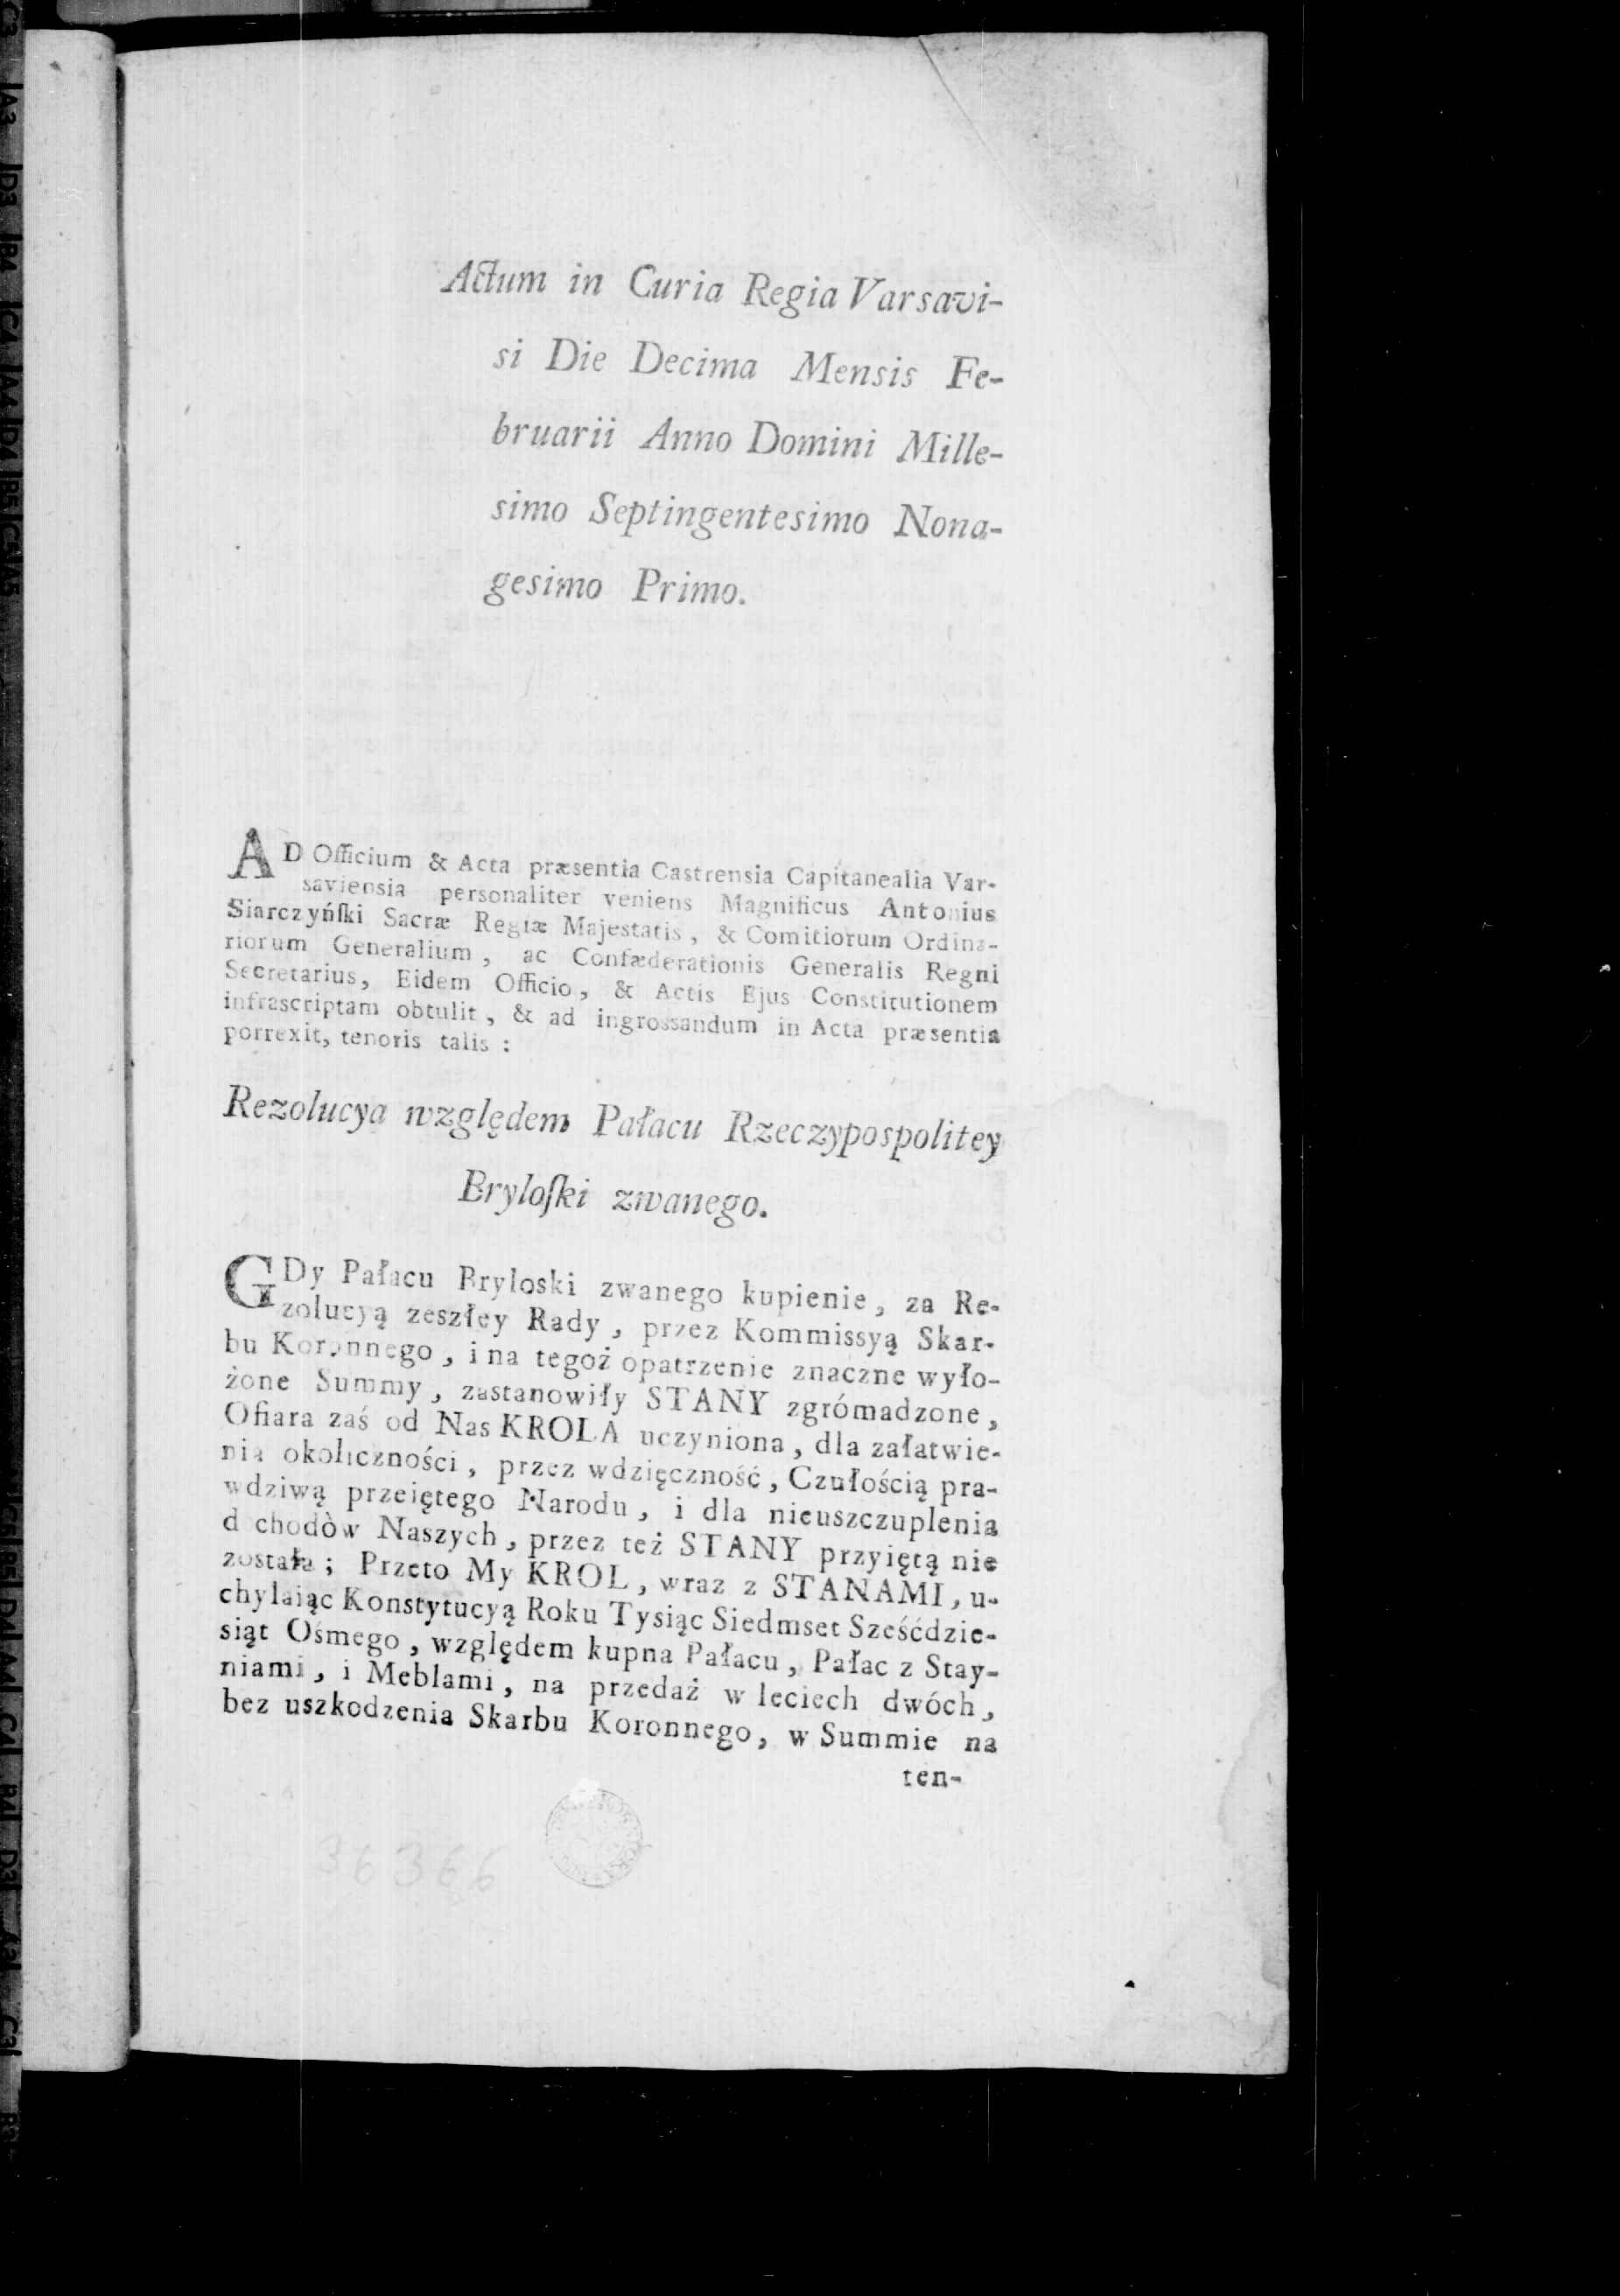 Actum in Curia Regia Varsavi-
si Die Decima Mensis Fe-
bruarii Anno Domini Mille-
simo Septingentesimo Nona-
gesimo Primo.
AD Officium & Acta præsentia Castrensia Capitanealia Var-
saviensia personaliter veniens Magnificus Antonius
Siarczyńſki Sacræ Regiæ Majestatis, & Comitiorum Ordina-
riorum Generalium, ac Confæderationis Generalis Regni
Secretarius, Eidem Officio, & Actis Ejus Constitutionem
infrascriptam obtulit, & ad ingrossandum in Acta præsentia
porrexit, tenoris talis:
Rezolucya względem Pałacu Rzeczypospolitey
Bryloſki zwanego.
GDy Pałacu Bryloski zwanego kupienie, za Re-
zolucyą zeszłey Rady, przez Kommissyą Skar-
bu Koronnego, i na tegoż opatrzenie znaczne wyło-
żone Summy, zastanowiły STANY zgrómadzone,
Ofiara zaś od Nas KROLA uczyniona, dla załatwie-
nia okoliczności, przez wdzięczność, Czułością pra-
wdziwą przeiętego Narodu, i dla nieuszczuplenia
d chodòw Naszych, przez też STANY przyiętą nie
została; Przeto My KROL, wraz z STANAMI, u-
chylaiąc Konstytucyą Roku Tysiąc Siedmset Sześćdzie-
siąt Osmego, względem kupna Pałacu, Pałac z Stay-
niami, i Meblami, na przedaż w leciech dwóch,
bez uszkodzenia Skarbu Koronnego, w Summie na
ten-
36366